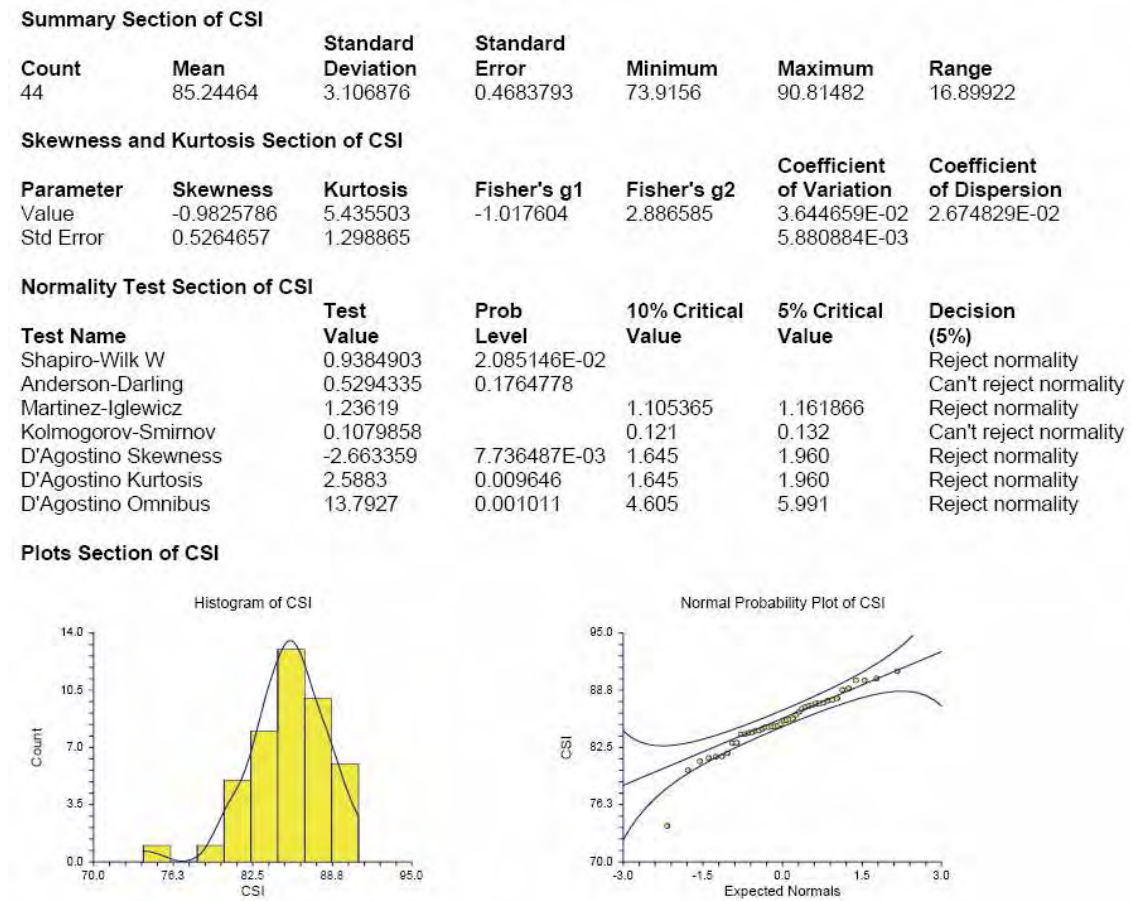 Summary Section of CSI
Standard Standard
Count Mean Deviation Error Minimum Maximum Range
44 85.24464 3.106876 0.4683793 73.9156 90.81482 16.89922
Skewness and Kurtosis Section of CSI
Coefficient Coefficient
Parameter Skewness Kurtosis Fisher's g1 Fisher's g2 of Variation of Dispersion
Value -0.9825786 5.435503 -1.017604 2.886585 3.644659E-02 2.674829E-02
Std Error 0.5264657 1.298865 5.880884E-03
Normality Test Section of CSI
Test Prob 10% Critical 5% Critical Decision
Test Name Value Level Value Value (5%)
Shapiro-Wilk W 0.9384903 2.085146E-02 Reject normality
Anderson-Darling 0.5294335 0.1764778 Can't reject normality
Martinez-Iglewicz 1.23619 1.105365 1.161866 Reject normality
Kolmogorov-Smirnov 0.1079858 0.121 0.132 Can't reject normality
D'Agostino Skewness -2.663359 7.736487E-03 1.645 1.960 Reject normality
D'Agostino Kurtosis 2.5883 0.009646 1.645 1.960 Reject normality
D'Agostino Omnibus 13.7927 0.001011 4.605 5.991 Reject normality
Plots Section of CSI
Histogram of CSI
14.0
10.5
7.0
3.5
0.0
Count
70.0 76.3 82.5 88.8 95.0
CSI
Normal Probability Plot of CSI
95.0
88.8
82.5
76.3
70.0
CSI
-3.0 -1.5 0.0 1.5 3.0
Expected Normals